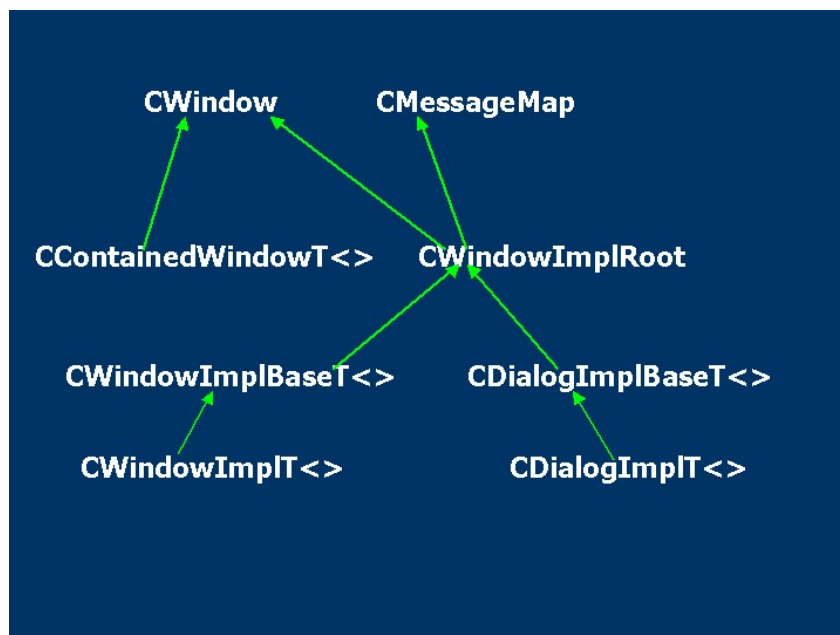 CWindow CMessageMap
CContainedWindowT<> CWindowImplRoot
CWindowImplBaseT<> CDialogImplBaseT<>
CWindowImplT<> CDialogImplT<>